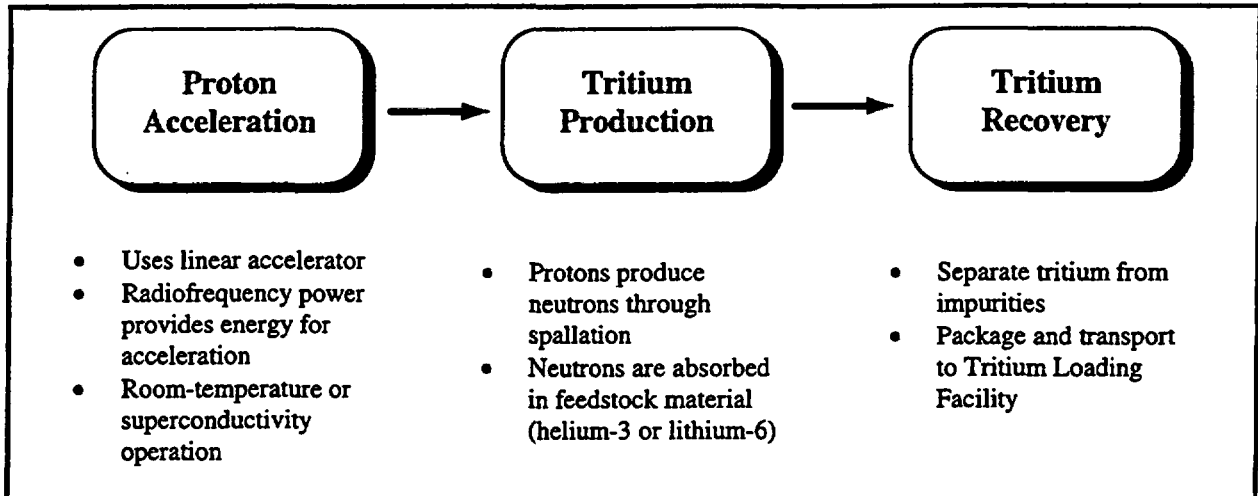 Proton
Acceleration
Tritium
Production
Tritium
Recovery
• Uses linear accelerator
• Radiofrequency power
provides energy for
acceleration
• Room-temperature or
superconductivity
operation
• Protons produce
neutrons through
spallation
• Neutrons are absorbed
in feedstock material
(helium-3 or lithium-6)
• Separate tritium from
impurities
• Package and transport
to Tritium Loading
Facility